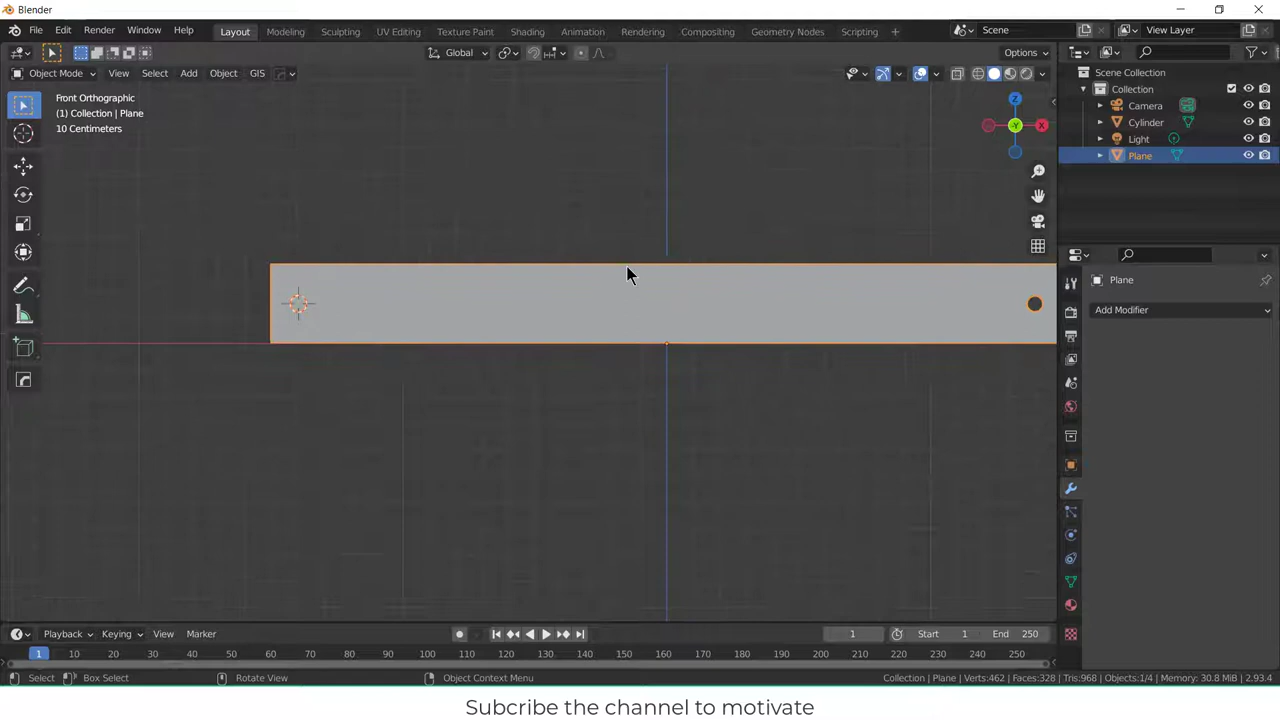 Blender
File Edit Render Window Help
Layout Modeling Sculpting UV Editing Texture Paint Shading Animation Rendering Compositing Geometry Nodes Scripting +
Scene View Layer
Global Options
Object Mode View Select Add Object GIS
Front Orthographic
(1) Collection | Plane
10 Centimeters
Z
-Y X
Scene Collection
Collection
Camera
Cylinder
Light
Plane
Plane
Add Modifier
Playback Keying View Marker 1 Start 1 End 250
1 10 20 30 40 50 60 70 80 90 100 110 120 130 140 150 160 170 180 190 200 210 220 230 240 250
Select Box Select Rotate View Object Context Menu Collection | Plane | Verts:462 | Faces:328 | Tris:968 | Objects:1/4 | Memory: 30.8 MiB | 2.93.4
Subcribe the channel to motivate